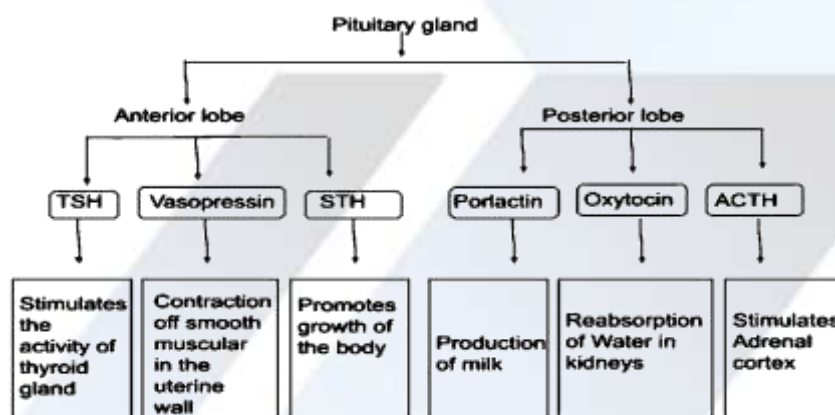 Pituitary gland
Anterior lobe
Posterior lobe
TSH
Vasopressin
STH
Porlactin
Oxytocin
ACTH
Stimulates
the
activity of
thyroid
gland
Contraction
off smooth
muscular
in the
uterine
wall
Promotes
growth of
the body
Production
of milk
Reabsorption
of Water in
kidneys
Stimulates
Adrenal
cortex